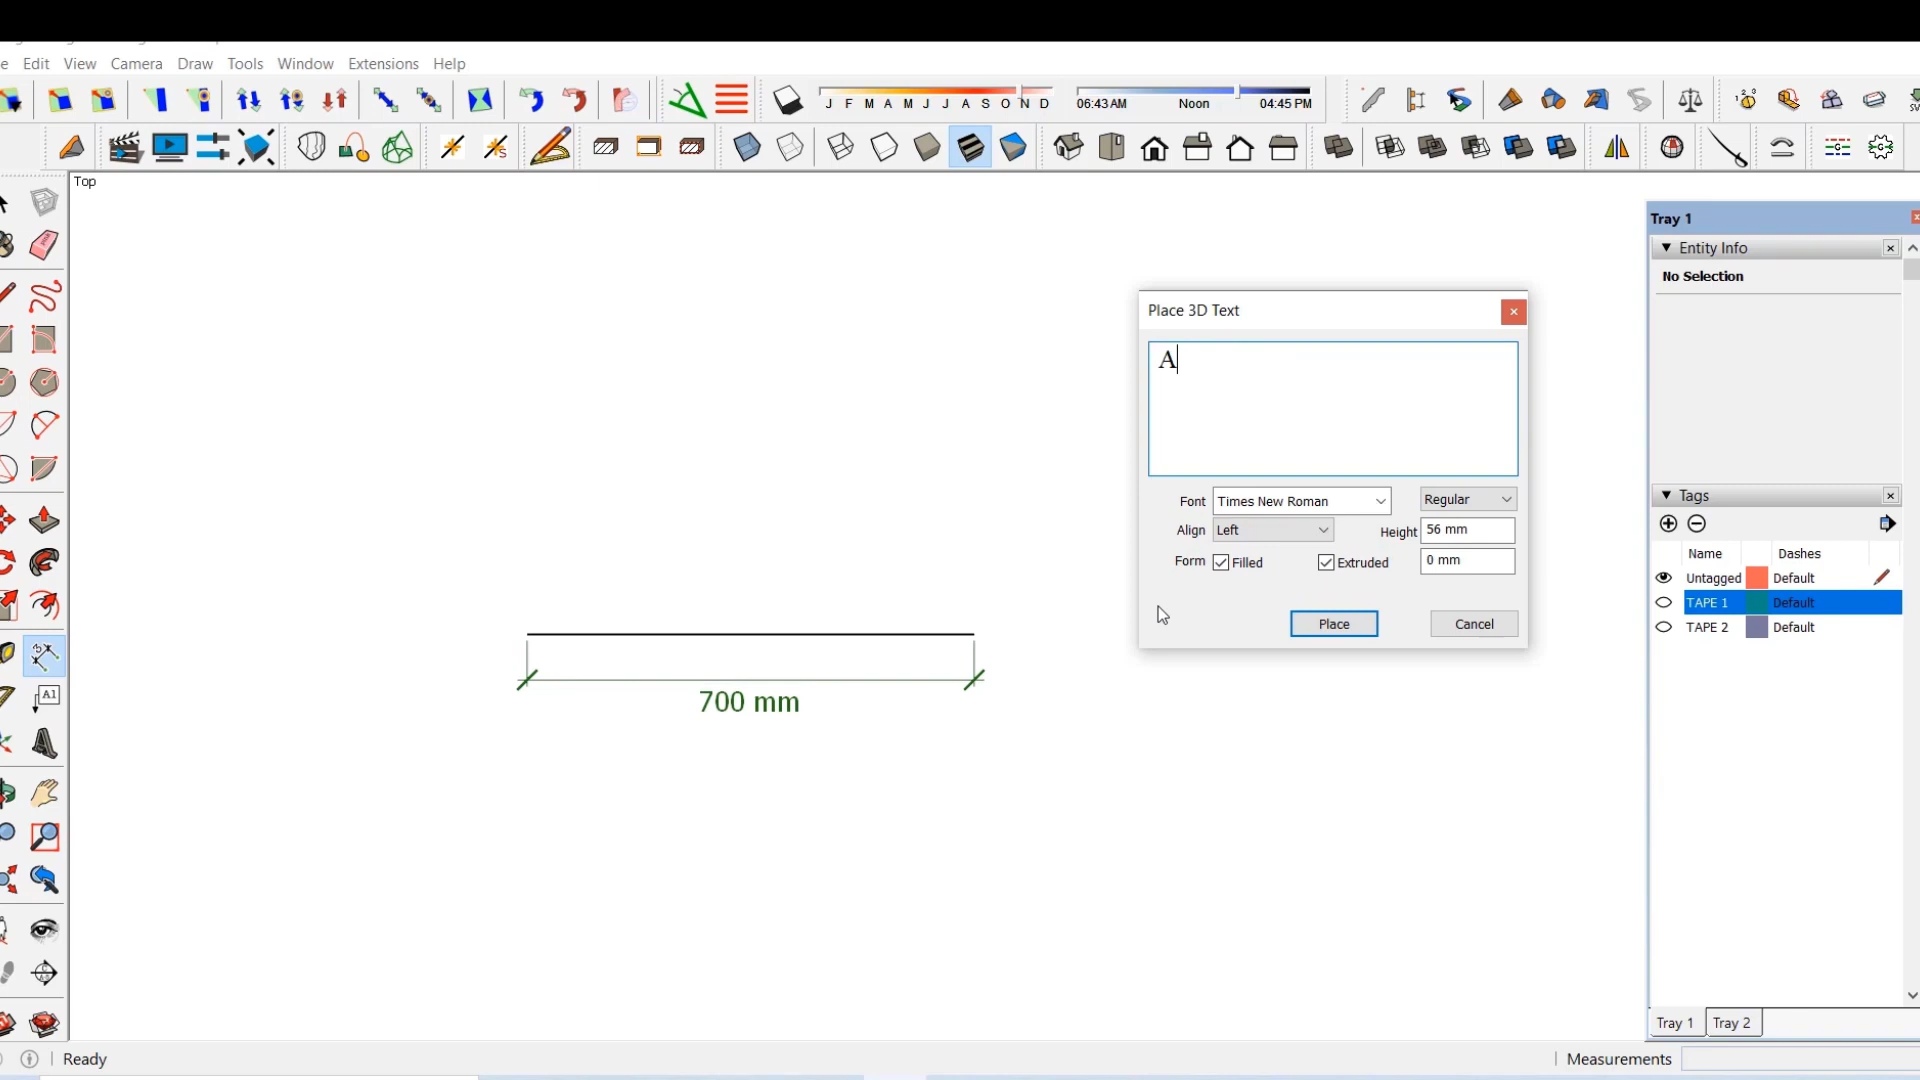 Edit View Camera Draw Tools Window Extensions Help
J F M A M J J A S O N D 06:43 AM Noon 04:45 PM
Top
Tray 1
Entity Info
No Selection
Place 3D Text
A
Font Times New Roman Regular
Align Left Height 56 mm
Form Filled Extruded 0 mm
Place Cancel
Tags
Name Dashes
Untagged Default
TAPE 1 Default
TAPE 2 Default
700 mm
A1
Tray 1 Tray 2
Ready Measurements